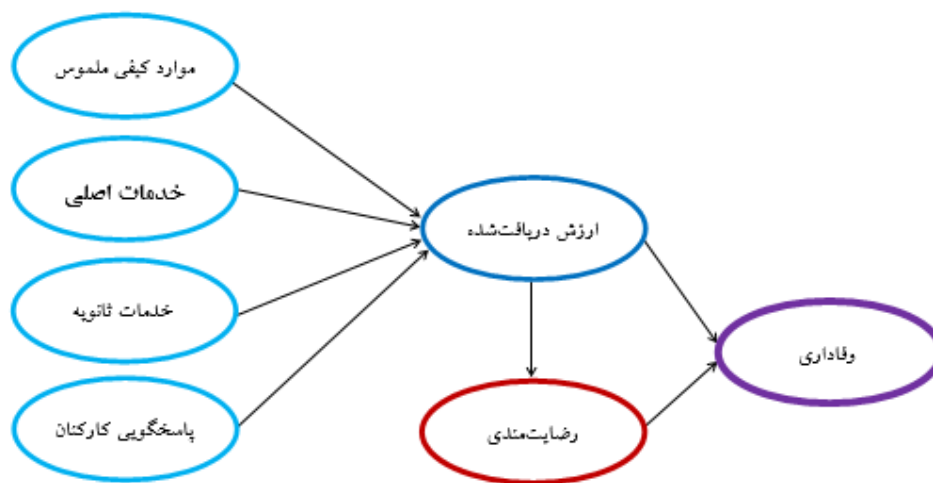 موارد کیفی ملموس
خدمات اصلی
خدمات ثانویه
پاسخگویی کارکنان
ارزش دریافت‌شده
رضایت‌مندی
وفاداری